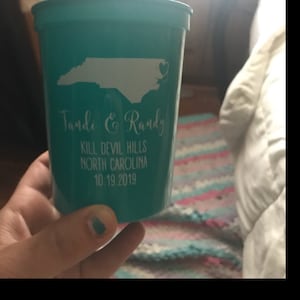 Tandi & Randy
KILL DEVIL HILLS
NORTH CAROLINA
10.19.2019